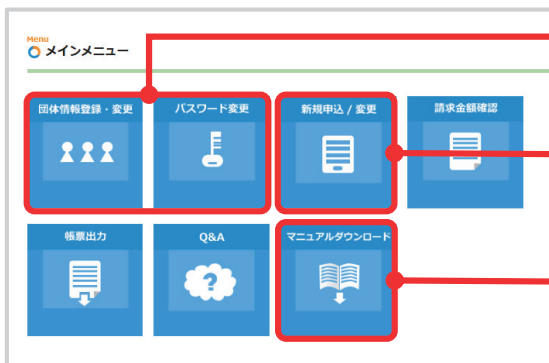 Menu
メインメニュー
団体情報登録・変更
パスワード変更
新規申込 / 変更
請求金額確認
帳票出力
Q&A
マニュアルダウンロード
?